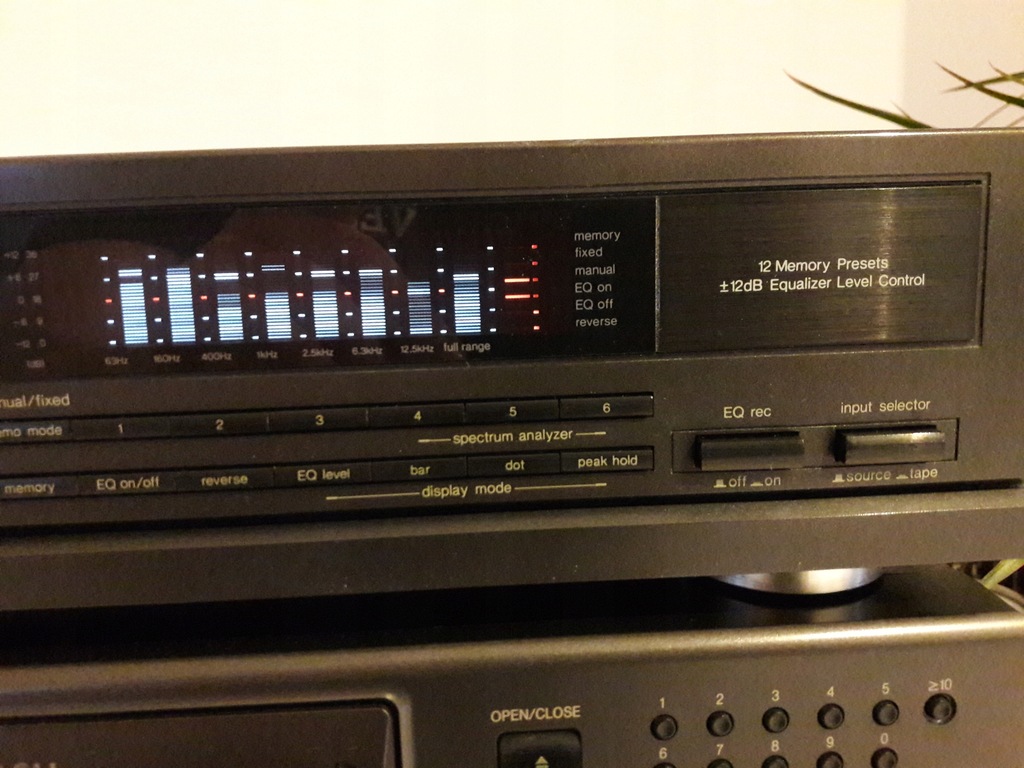 memory
fixed
manual
EQ on
EQ off
reverse
12 Memory Presets
±12dB Equalizer Level Control
63Hz 160Hz 400Hz 1kHz 2.5kHz 6.3kHz 12.5kHz full range
/fixed
mode 1 2 3 4 5 6
spectrum analyzer
memory EQ on/off reverse EQ level bar dot peak hold
display mode
EQ rec input selector
off on source tape
OPEN/CLOSE
1 2 3 4 5 ≥10
6 7 8 9 0